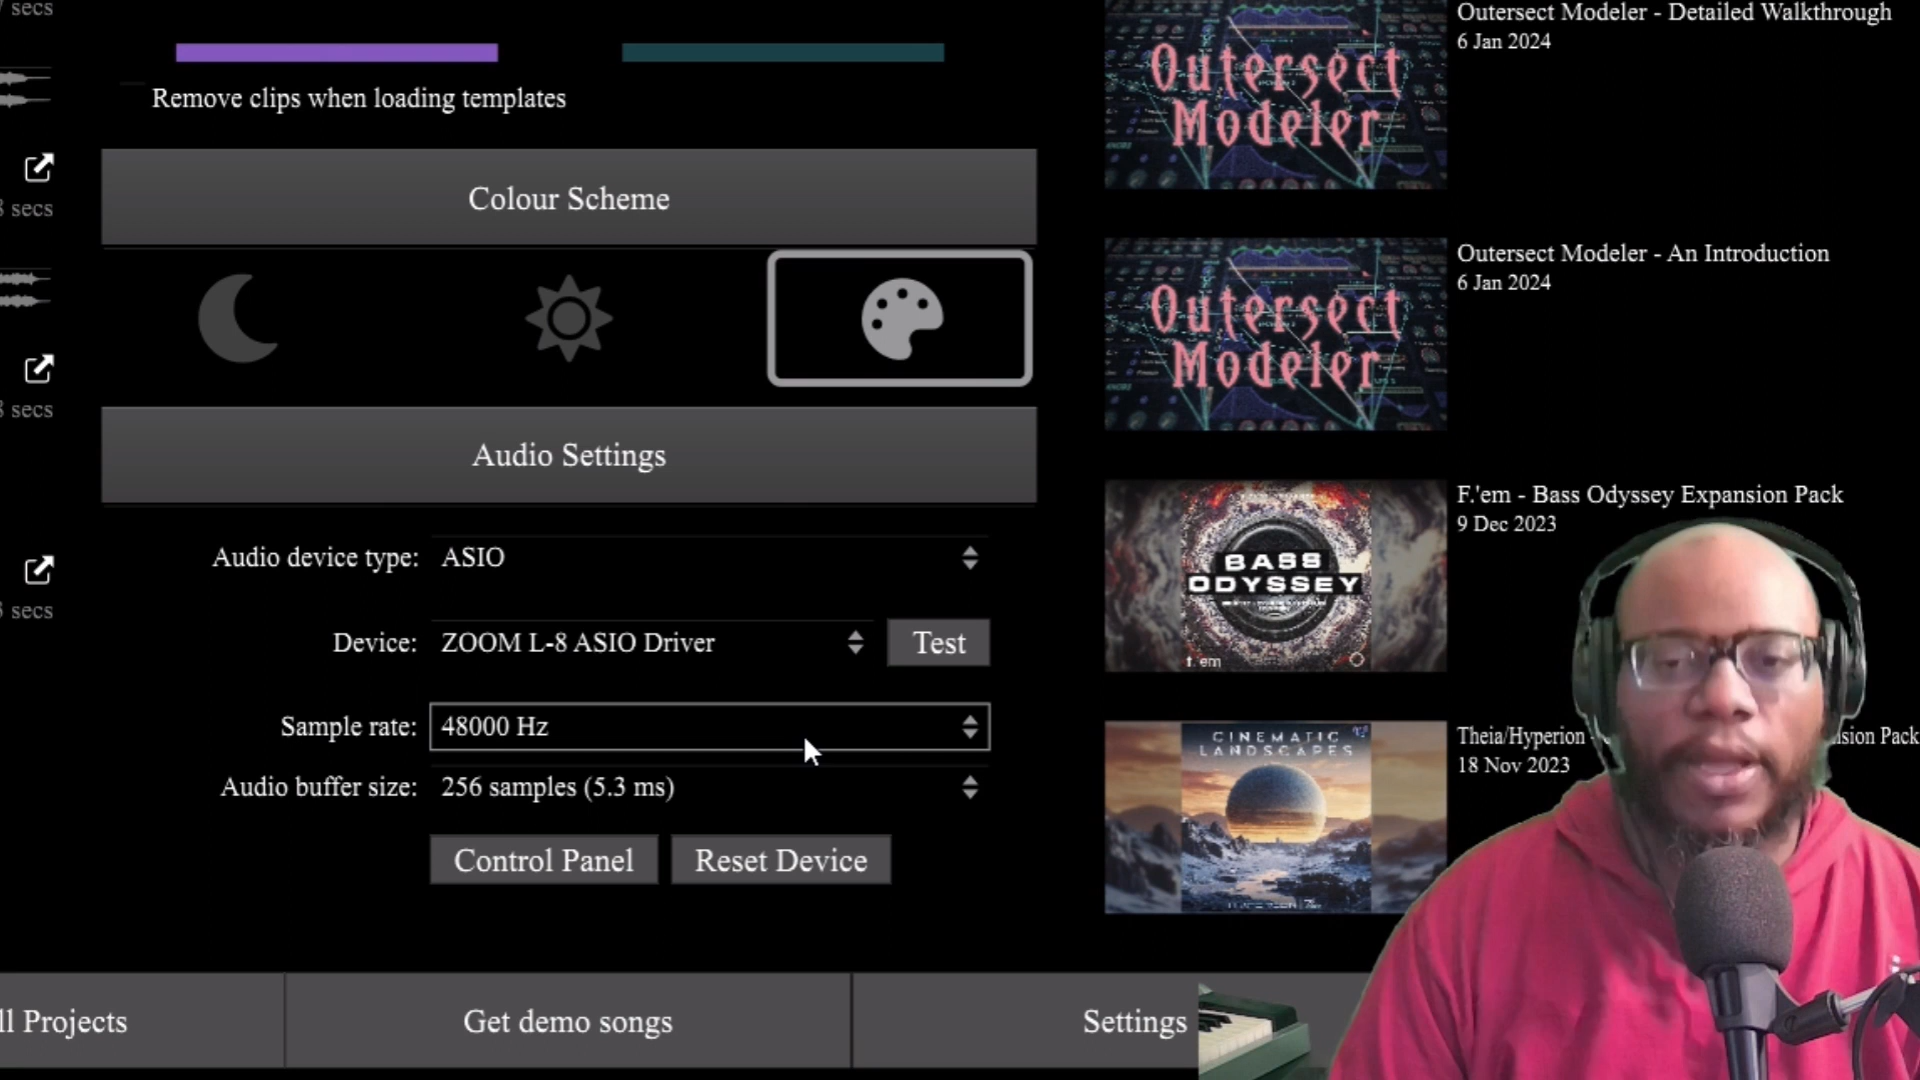 secs
Remove clips when loading templates
Colour Scheme
secs
secs
Audio Settings
Audio device type: ASIO
Device: ZOOM L-8 ASIO Driver Test
secs
Sample rate: 48000 Hz
Audio buffer size: 256 samples (5.3 ms)
Control Panel Reset Device
ll Projects Get demo songs Settings
Outersect Modeler - Detailed Walkthrough
6 Jan 2024
Outersect
Modeler
Outersect Modeler - An Introduction
6 Jan 2024
Outersect
Modeler
F.'em - Bass Odyssey Expansion Pack
9 Dec 2023
BASS
ODYSSEY
f.'em
Theia/Hyperion - nsion Pack
18 Nov 2023
CINEMATIC
LANDSCAPES